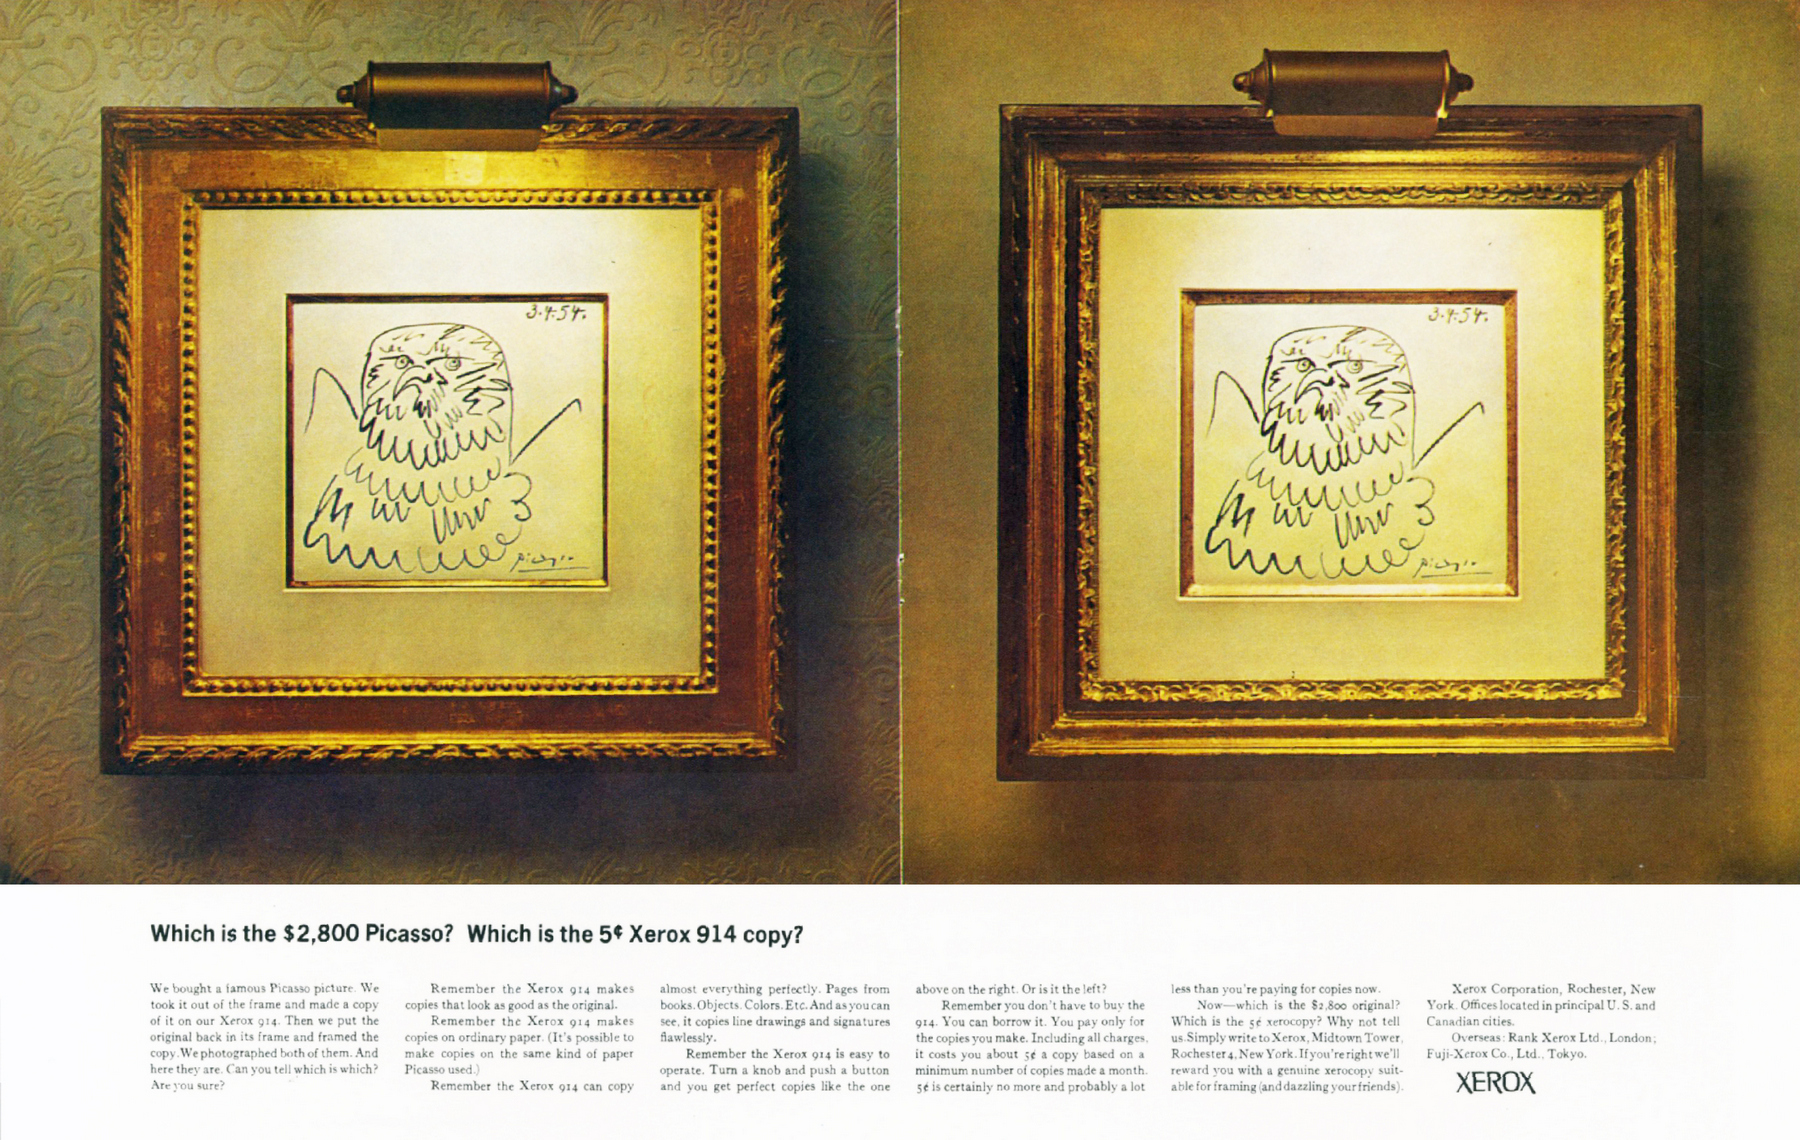 3.4.54.
Picasso
3.4.54.
Picasso
Which is the $2,800 Picasso? Which is the 5¢ Xerox 914 copy?
We bought a famous Picasso picture. We
took it out of the frame and made a copy
of it on our Xerox 914. Then we put the
original back in its frame and framed the
copy. We photographed both of them. And
here they are. Can you tell which is which?
Are you sure?
Remember the Xerox 914 makes
copies that look as good as the original.
Remember the Xerox 914 makes
copies on ordinary paper. (It's possible to
make copies on the same kind of paper
Picasso used.)
Remember the Xerox 914 can copy
almost everything perfectly. Pages from
books. Objects. Colors. Etc. And as you can
see, it copies line drawings and signatures
flawlessly.
Remember the Xerox 914 is easy to
operate. Turn a knob and push a button
and you get perfect copies like the one
above on the right. Or is it the left?
Remember you don't have to buy the
914. You can borrow it. You pay only for
the copies you make. Including all charges,
it costs you about 5¢ a copy based on a
minimum number of copies made a month.
5¢ is certainly no more and probably a lot
less than you're paying for copies now.
Now—which is the $2,800 original?
Which is the 5¢ xerocopy? Why not tell
us. Simply write to Xerox, Midtown Tower,
Rochester 4, New York. If you're right we'll
reward you with a genuine xerocopy suit-
able for framing (and dazzling your friends).
Xerox Corporation, Rochester, New
York. Offices located in principal U. S. and
Canadian cities.
Overseas: Rank Xerox Ltd., London;
Fuji-Xerox Co., Ltd., Tokyo.
XEROX